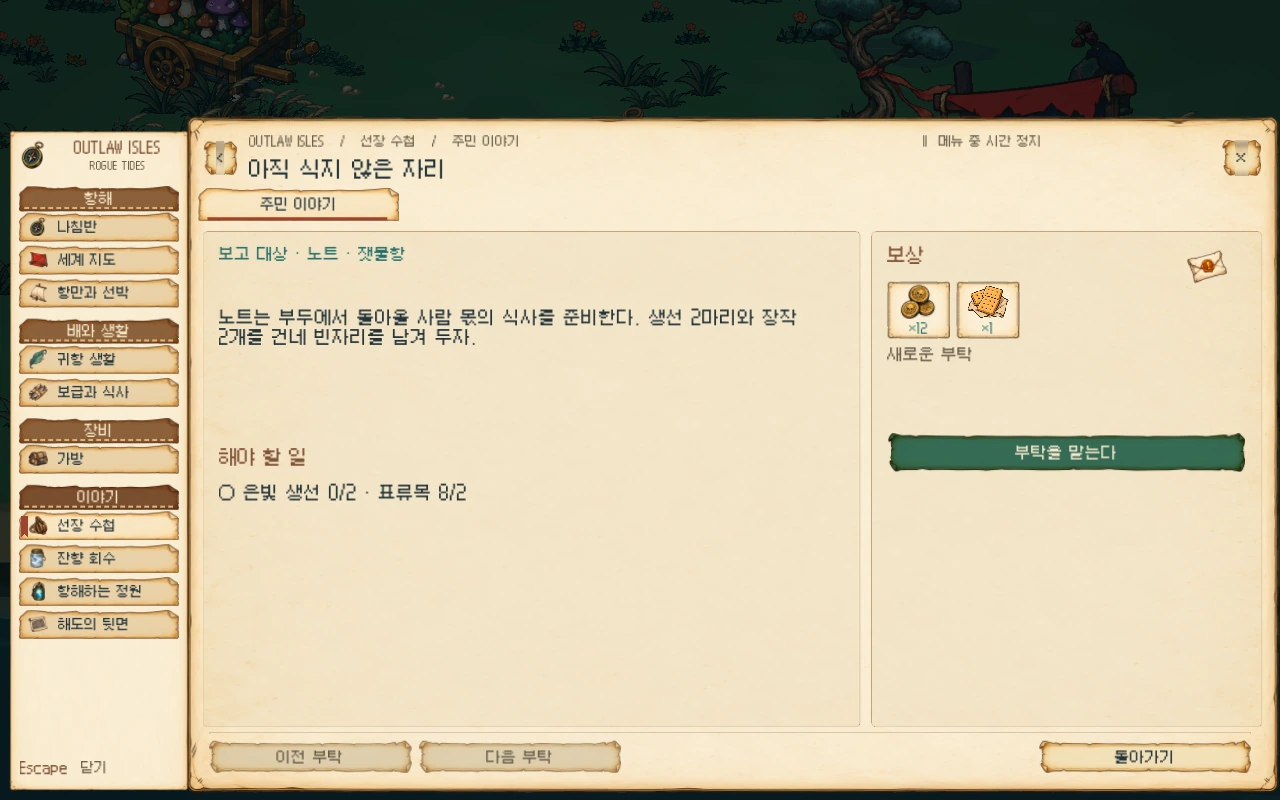 OUTLAW ISLES
ROGUE TIDES
항해
나침반
세계 지도
항만과 선박
배와 생활
귀항 생활
보급과 식사
장비
가방
이야기
선장 수첩
잔향 회수
항해하는 정원
해도의 뒷면
Escape 닫기
OUTLAW ISLES / 선장 수첩 / 주민 이야기
Ⅱ 메뉴 중 시간 정지
아직 식지 않은 자리
주민 이야기
보고 대상 · 노트 · 잿물항
노트는 부두에서 돌아올 사람 몫의 식사를 준비한다. 생선 2마리와 장작
2개를 건네 빈자리를 남겨 두자.
해야 할 일
은빛 생선 0/2 · 표류목 8/2
보상
×12
×1
새로운 부탁
부탁을 맡는다
이전 부탁
다음 부탁
돌아가기